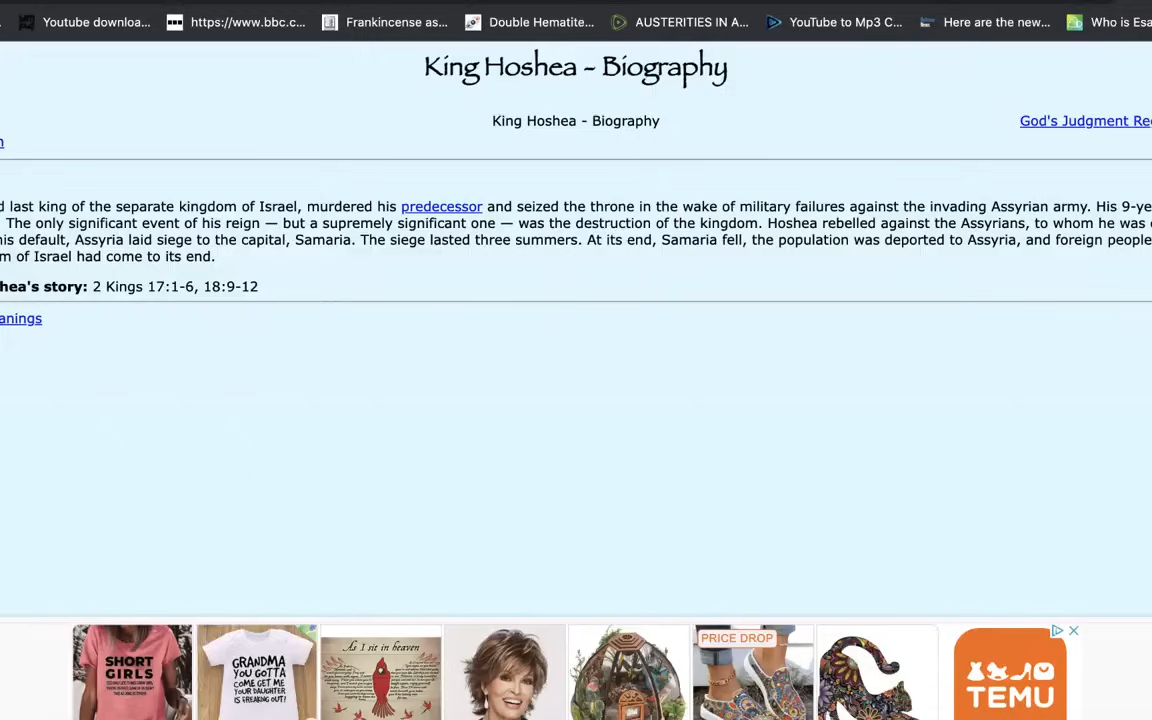 Youtube downloa... https://www.bbc.c... Frankincense as... Double Hematite... AUSTERITIES IN A... YouTube to Mp3 C... Here are the new... Who is Esa
King Hoshea - Biography
King Hoshea - Biography
God's Judgment Re
last king of the separate kingdom of Israel, murdered his predecessor and seized the throne in the wake of military failures against the invading Assyrian army. His 9-ye
The only significant event of his reign — but a supremely significant one — was the destruction of the kingdom. Hoshea rebelled against the Assyrians, to whom he was
his default, Assyria laid siege to the capital, Samaria. The siege lasted three summers. At its end, Samaria fell, the population was deported to Assyria, and foreign people
m of Israel had come to its end.
hea's story: 2 Kings 17:1-6, 18:9-12
anings
PRICE DROP
As I sit in heaven
SHORT
GIRLS
GRANDMA
YOU GOTTA
COME GET ME
YOUR DAUGHTER
IS FREAKING OUT!
TEMU